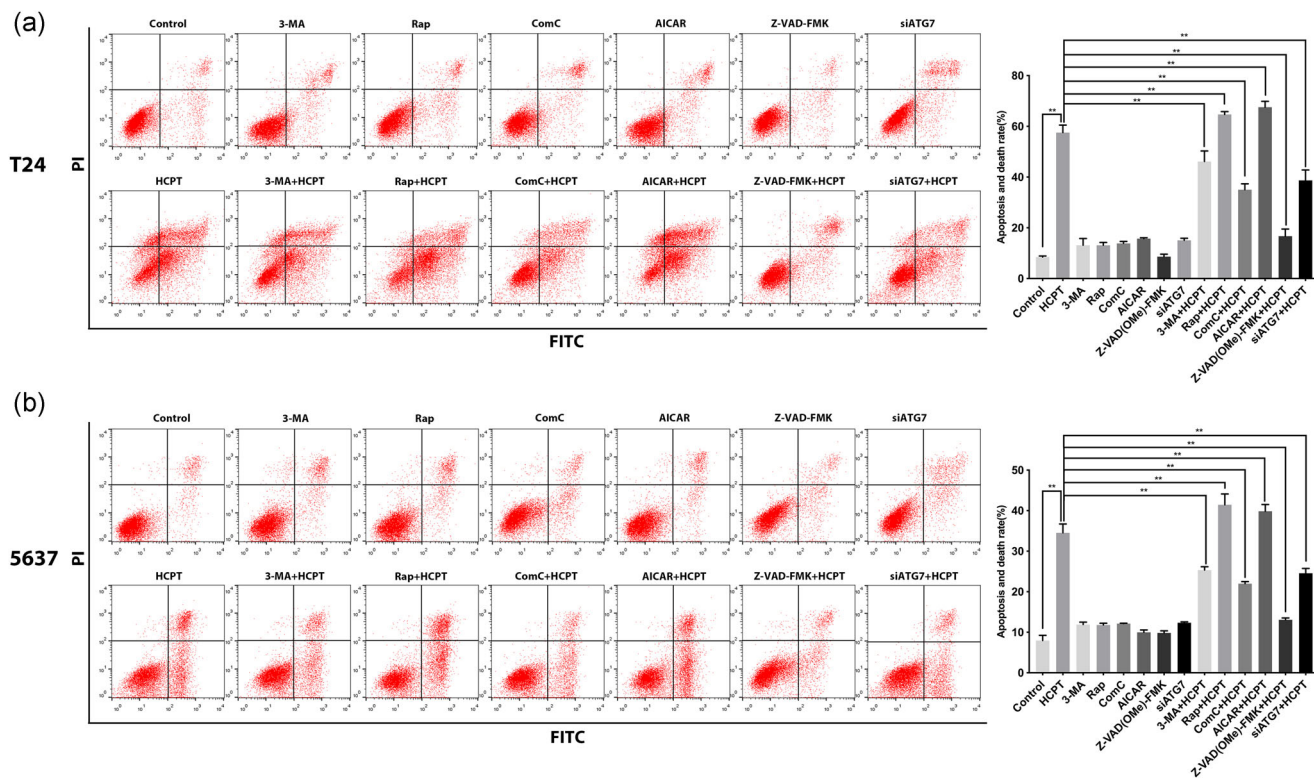 (a)
Control 3-MA Rap ComC AICAR Z-VAD-FMK siATG7
HCPT 3-MA+HCPT Rap+HCPT ComC+HCPT AICAR+HCPT Z-VAD-FMK+HCPT siATG7+HCPT
T24
PI
FITC
Apoptosis and death rate(%)
80
60
40
20
0
**
**
**
**
**
**
**
Control
HCPT
3-MA
Rap
ComC
AICAR
Z-VAD(OMe)-FMK
siATG7
3-MA+HCPT
Rap+HCPT
ComC+HCPT
AICAR+HCPT
Z-VAD(OMe)-FMK+HCPT
siATG7+HCPT
(b)
Control 3-MA Rap ComC AICAR Z-VAD-FMK siATG7
HCPT 3-MA+HCPT Rap+HCPT ComC+HCPT AICAR+HCPT Z-VAD-FMK+HCPT siATG7+HCPT
5637
PI
FITC
Apoptosis and death rate(%)
50
40
30
20
10
0
**
**
**
**
**
**
**
Control
HCPT
3-MA
Rap
ComC
AICAR
Z-VAD(OMe)-FMK
siATG7
3-MA+HCPT
Rap+HCPT
ComC+HCPT
AICAR+HCPT
Z-VAD(OMe)-FMK+HCPT
siATG7+HCPT